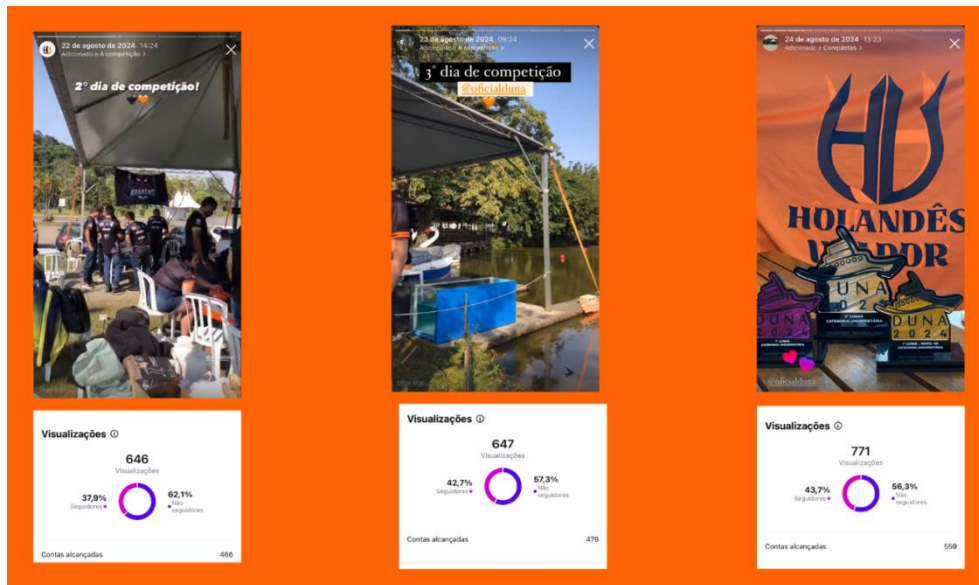 22 de agosto de 2024 14:24
Adicionado a A competição >
2° dia de competição!
Visualizações
646
Visualizações
37,9%
Seguidores
62,1%
Não
seguidores
Contas alcançadas 466
23 de agosto de 2024 09:34
Adicionado a A competição >
3° dia de competição
@oficialduna
Visualizações
647
Visualizações
42,7%
Seguidores
57,3%
Não
seguidores
Contas alcançadas 478
24 de agosto de 2024 13:23
Adicionado a Conquistas >
HU
HOLANDÊS
DUNA
2024
UNA
202
DUNA
2024
@oficialduna
Visualizações
771
Visualizações
43,7%
Seguidores
56,3%
Não
seguidores
Contas alcançadas 559